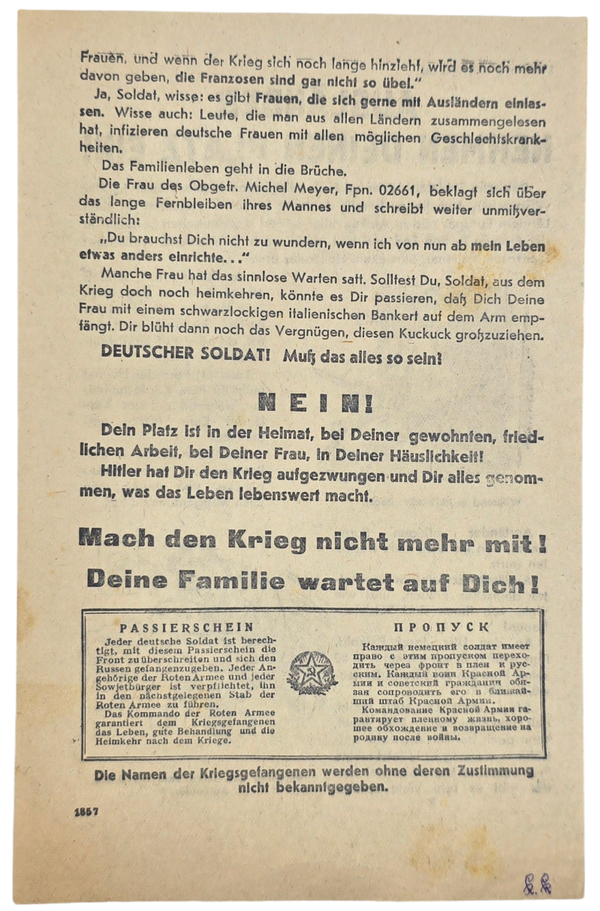 Frauen, und wenn der Krieg sich noch lange hinzieht, wird es noch mehr
davon geben, die Franzosen sind gar nicht so übel.“
Ja, Soldat, wisse: es gibt Frauen, die sich gerne mit Ausländern einlas-
sen. Wisse auch: Leute, die man aus allen Ländern zusammengelesen
hat, infizieren deutsche Frauen mit allen möglichen Geschlechtskrank-
heiten.
Das Familienleben geht in die Brüche.
Die Frau des Obgefr. Michel Meyer, Fpn. 02661, beklagt sich über
das lange Fernbleiben ihres Mannes und schreibt weiter unmißver-
ständlich:
„Du brauchst Dich nicht zu wundern, wenn ich von nun ab mein Leben
etwas anders einrichte...“
Manche Frau hat das sinnlose Warten satt. Solltest Du, Soldat, aus dem
Krieg doch noch heimkehren, könnte es Dir passieren, daß Dich Deine
Frau mit einem schwarzlockigen italienischen Bankert auf dem Arm emp-
fängt. Dir blüht dann noch das Vergnügen, diesen Kuckuck großzuziehen.
DEUTSCHER SOLDAT! Muß das alles so sein?
NEIN!
Dein Platz ist in der Heimat, bei Deiner gewohnten, fried-
lichen Arbeit, bei Deiner Frau, in Deiner Häuslichkeit!
Hitler hat Dir den Krieg aufgezwungen und Dir alles genom-
men, was das Leben lebenswert macht.
Mach den Krieg nicht mehr mit!
Deine Familie wartet auf Dich!
PASSIERSCHEIN
Jeder deutsche Soldat ist berech-
tigt, mit diesem Passierschein die
Front zu überschreiten und sich den
Russen gefangenzugeben. Jeder An-
gehörige der Roten Armee und jeder
Sowjetbürger ist verpflichtet, ihn
in den nächstgelegenen Stab der
Roten Armee zu führen.
Das Kommando der Roten Armee
garantiert dem Kriegsgefangenen
das Leben, gute Behandlung und die
Heimkehr nach dem Kriege.
ПРОПУСК
Каждый немецкий солдат имеет
право с этим пропуском перехо-
дить через фронт в плен к рус-
ским. Каждый воин Красной Ар-
мии и советский гражданин обя-
зан сопроводить его в ближай-
ший штаб Красной Армии.
Командование Красной Армии га-
рантирует пленному жизнь, хоро-
шее обхождение и возвращение на
родину после войны.
Die Namen der Kriegsgefangenen werden ohne deren Zustimmung
nicht bekanntgegeben.
1857